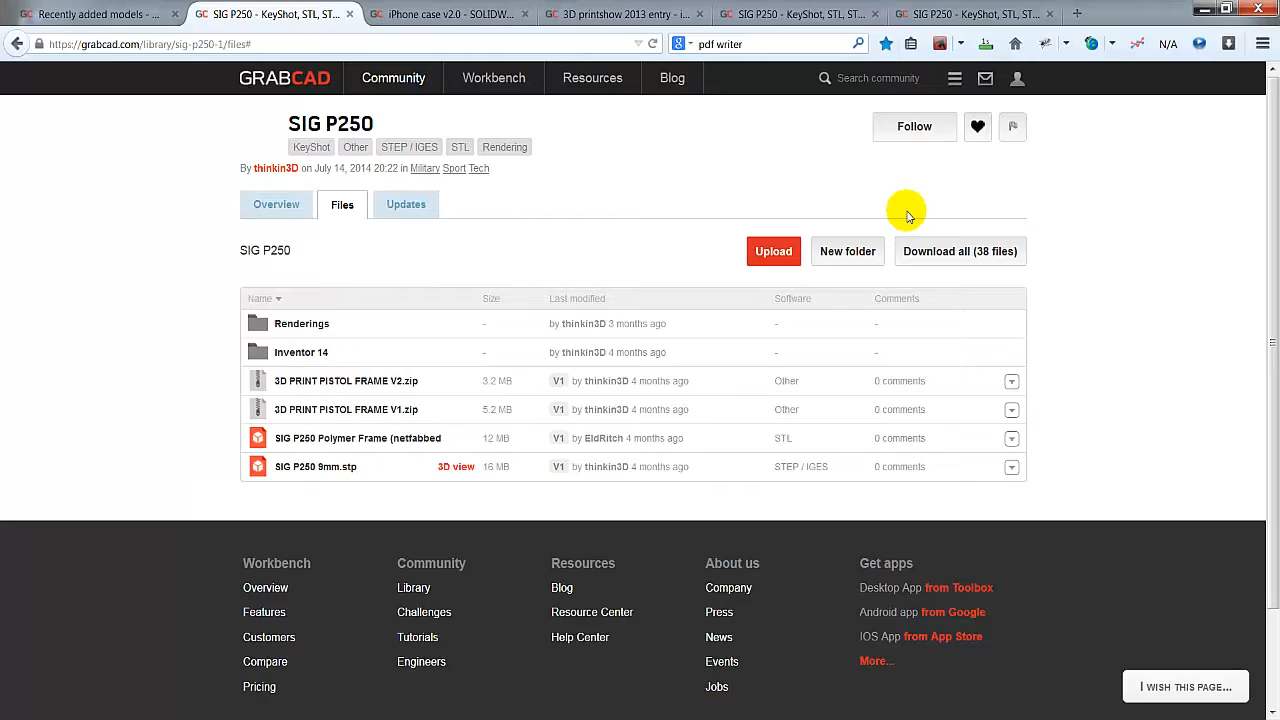 Recently added models - ...
SIG P250 - KeyShot, STL, ST...
iPhone case v2.0 - SOLIDW...
3D printshow 2013 entry - i...
SIG P250 - KeyShot, STL, ST...
SIG P250 - KeyShot, STL, ST...
https://grabcad.com/library/sig-p250-1/files#
pdf writer
N/A
GRABCAD
Community
Workbench
Resources
Blog
Search community
SIG P250
Follow
KeyShot Other STEP / IGES STL Rendering
By thinkin3D on July 14, 2014 20:22 in Military Sport Tech
Overview Files Updates
SIG P250
Upload New folder Download all (38 files)
Name Size Last modified Software Comments
Renderings - by thinkin3D 3 months ago - -
Inventor 14 - by thinkin3D 4 months ago - -
3D PRINT PISTOL FRAME V2.zip 3.2 MB V1 by thinkin3D 4 months ago Other 0 comments
3D PRINT PISTOL FRAME V1.zip 5.2 MB V1 by thinkin3D 4 months ago Other 0 comments
SIG P250 Polymer Frame (netfabbed 12 MB V1 by EldRitch 4 months ago STL 0 comments
SIG P250 9mm.stp 3D view 16 MB V1 by thinkin3D 4 months ago STEP / IGES 0 comments
Workbench Community Resources About us Get apps
Overview Library Blog Company Desktop App from Toolbox
Features Challenges Resource Center Press Android app from Google
Customers Tutorials Help Center News IOS App from App Store
Compare Engineers Events More...
Pricing Jobs
I WISH THIS PAGE...